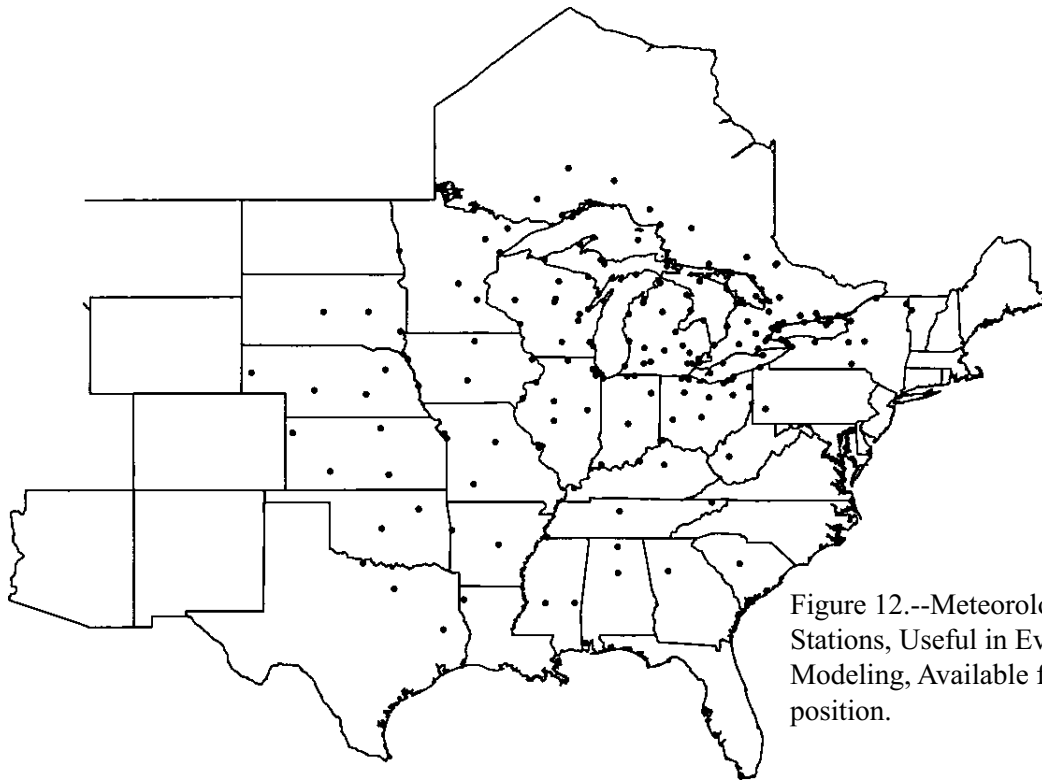 Figure 12.--Meteorolo
Stations, Useful in Ev
Modeling, Available f
position.